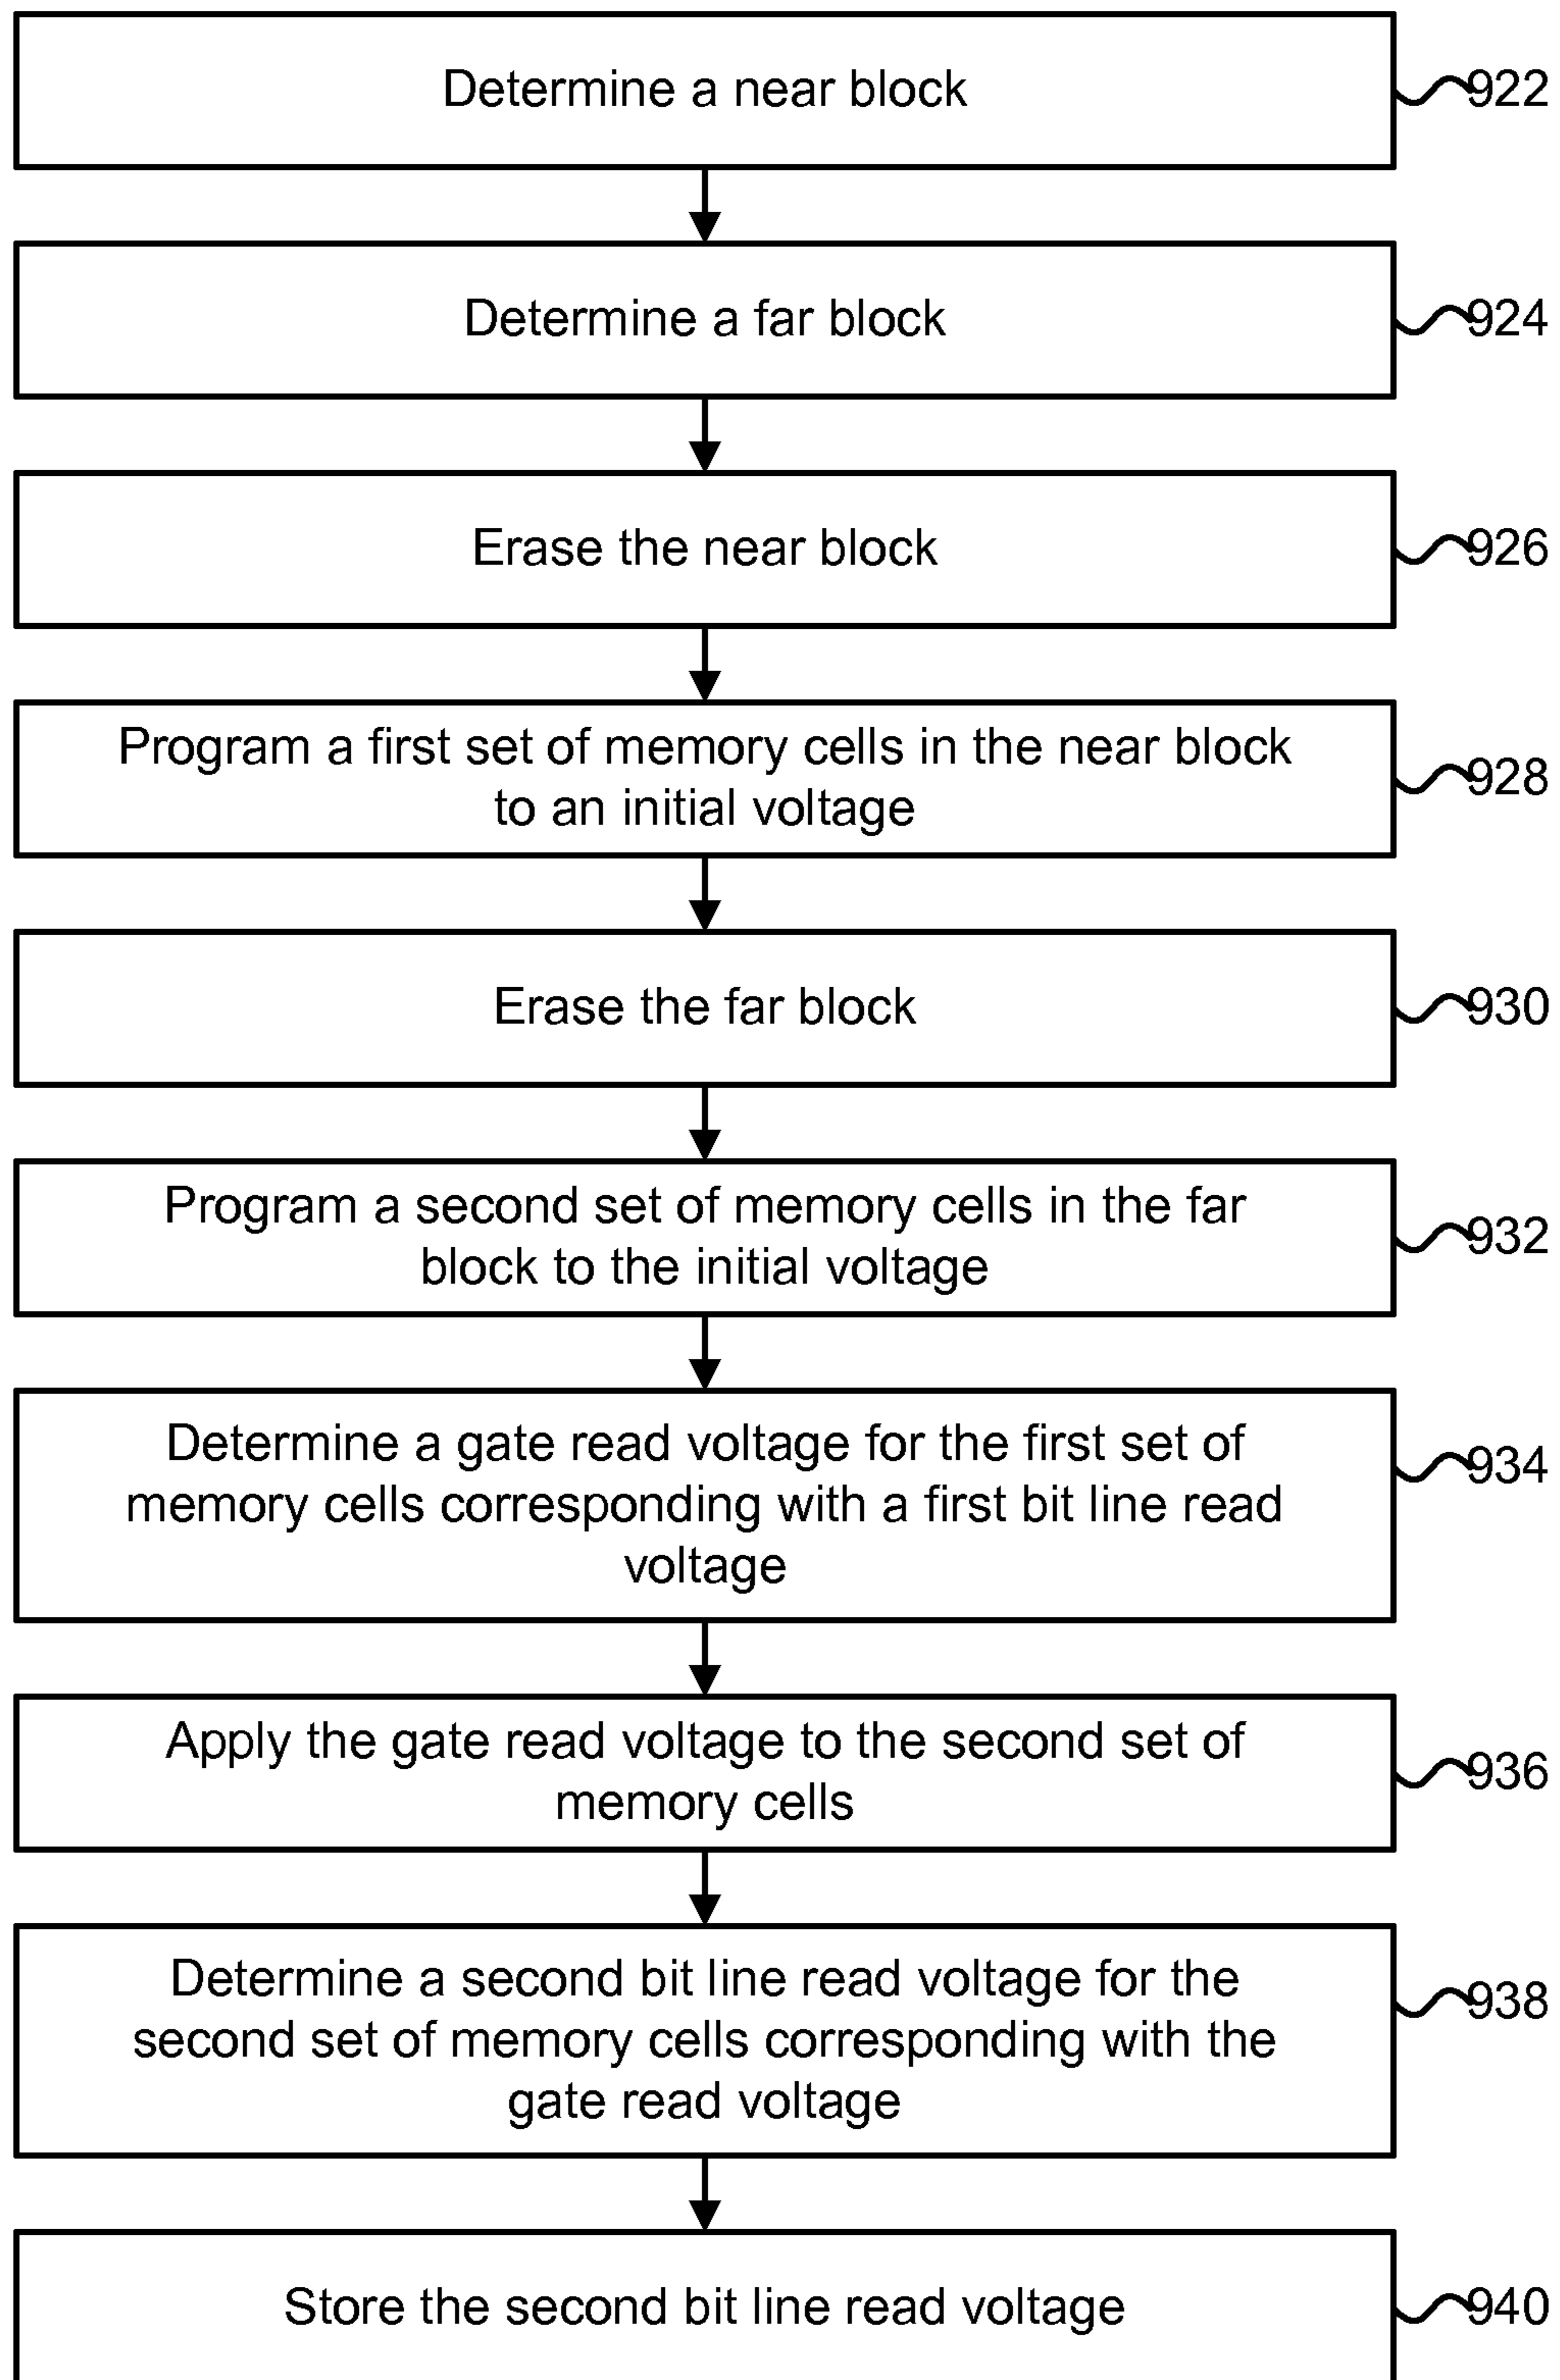 Determine a near block
922
Determine a far block
924
Erase the near block
926
Program a first set of memory cells in the near block
to an initial voltage
928
Erase the far block
930
Program a second set of memory cells in the far
block to the initial voltage
932
Determine a gate read voltage for the first set of
memory cells corresponding with a first bit line read
voltage
934
Apply the gate read voltage to the second set of
memory cells
936
Determine a second bit line read voltage for the
second set of memory cells corresponding with the
gate read voltage
938
Store the second bit line read voltage
940